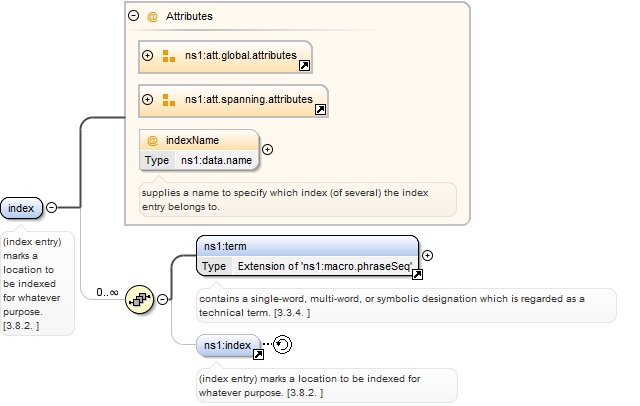 @ Attributes
ns1:att.global.attributes
ns1:att.spanning.attributes
@ indexName
Type ns1:data.name
supplies a name to specify which index (of several) the index
entry belongs to.
index
(index entry)
marks a
location to
be indexed
for whatever
purpose.
[3.8.2. ]
0..∞
ns1:term
Type Extension of 'ns1:macro.phraseSeq'
contains a single-word, multi-word, or symbolic designation which is regarded as a
technical term. [3.3.4. ]
ns1:index
(index entry) marks a location to be indexed for
whatever purpose. [3.8.2. ]